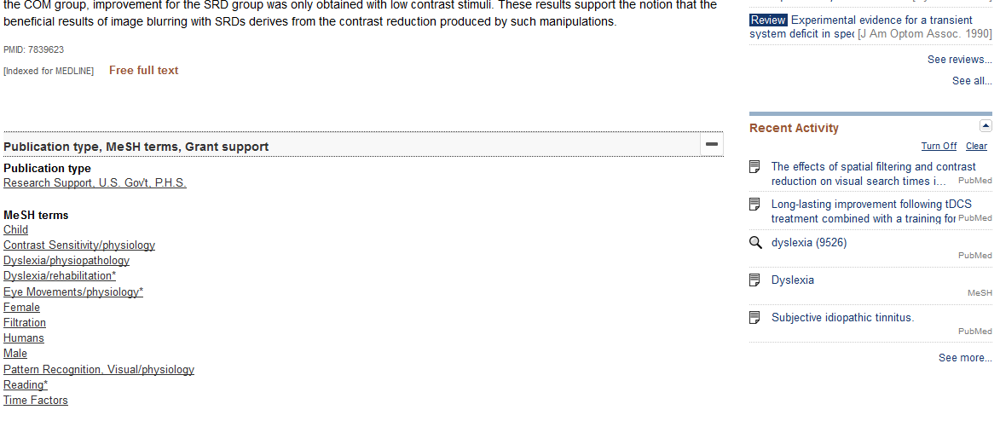 the COM group, improvement for the SRD group was only obtained with low contrast stimuli. These results support the notion that the
beneficial results of image blurring with SRDs derives from the contrast reduction produced by such manipulations.
PMID: 7839623
[Indexed for MEDLINE] Free full text
Publication type, MeSH terms, Grant support
Publication type
Research Support, U.S. Gov't, P.H.S.
MeSH terms
Child
Contrast Sensitivity/physiology
Dyslexia/physiopathology
Dyslexia/rehabilitation*
Eye Movements/physiology*
Female
Filtration
Humans
Male
Pattern Recognition, Visual/physiology
Reading*
Time Factors
Review Experimental evidence for a transient
system deficit in spec [J Am Optom Assoc. 1990]
See reviews...
See all...
Recent Activity
Turn Off Clear
The effects of spatial filtering and contrast
reduction on visual search times i... PubMed
Long-lasting improvement following tDCS
treatment combined with a training for PubMed
dyslexia (9526)
PubMed
Dyslexia
MeSH
Subjective idiopathic tinnitus.
PubMed
See more...